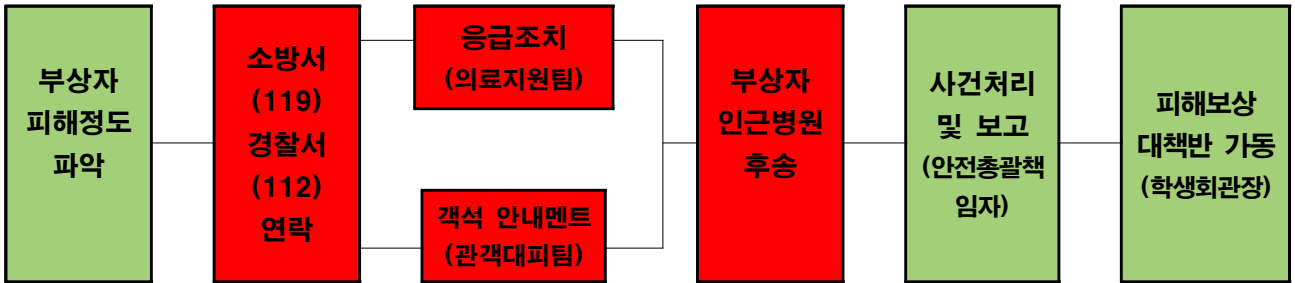 부상자
피해정도
파악
소방서
(119)
경찰서
(112)
연락
응급조치
(의료지원팀)
객석 안내멘트
(관객대피팀)
부상자
인근병원
후송
사건처리
및 보고
(안전총괄책
임자)
피해보상
대책반 가동
(학생회관장)